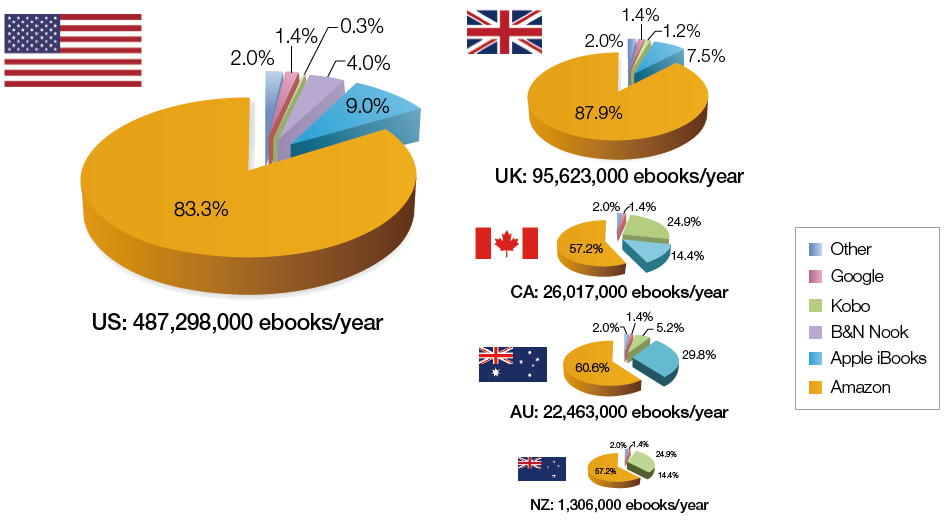 2.0%
1.4%
0.3%
4.0%
9.0%
83.3%
US: 487,298,000 ebooks/year
2.0%
1.4%
1.2%
7.5%
87.9%
UK: 95,623,000 ebooks/year
2.0%
1.4%
24.9%
57.2%
14.4%
CA: 26,017,000 ebooks/year
2.0%
1.4%
5.2%
29.8%
60.6%
AU: 22,463,000 ebooks/year
2.0%
1.4%
24.9%
57.2%
14.4%
NZ: 1,306,000 ebooks/year
Other
Google
Kobo
B&N Nook
Apple iBooks
Amazon